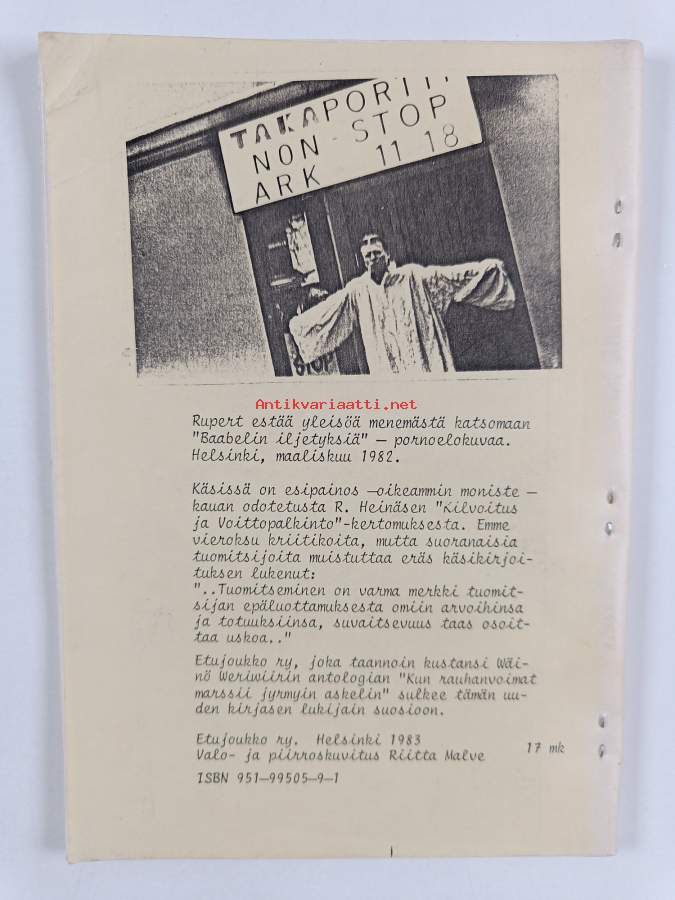 TAKAPORTTI
NON-STOP
ARK 11 18
STOP
Antikvariaatti.net
Rupert estää yleisöä menemästä katsomaan
"Baabelin iljetyksiä" — pornoelokuvaa.
Helsinki, maaliskuu 1982.
Käsissä on esipainos —oikeammin moniste —
kauan odotetusta R. Heinäsen "Kilvoitus
ja Voittopalkinto"-kertomuksesta. Emme
vieroksu kriitikoita, mutta suoranaisia
tuomitsijoita muistuttaa eräs käsikirjoi-
tuksen lukenut:
"..Tuomitseminen on varma merkki tuomit-
sijan epäluottamuksesta omiin arvoihinsa
ja totuuksiinsa, suvaitsevuus taas osoit-
taa uskoa.."
Etujoukko ry, joka taannoin kustansi Wäi-
nö Weriwiirin antologian "Kun rauhanvoimat
marssii jyrmyin askelin" sulkee tämän uu-
den kirjasen lukijain suosioon.
Etujoukko ry. Helsinki 1983
Valo- ja piirroskuvitus Riitta Malve 17 mk
ISBN 951—99505—9—1